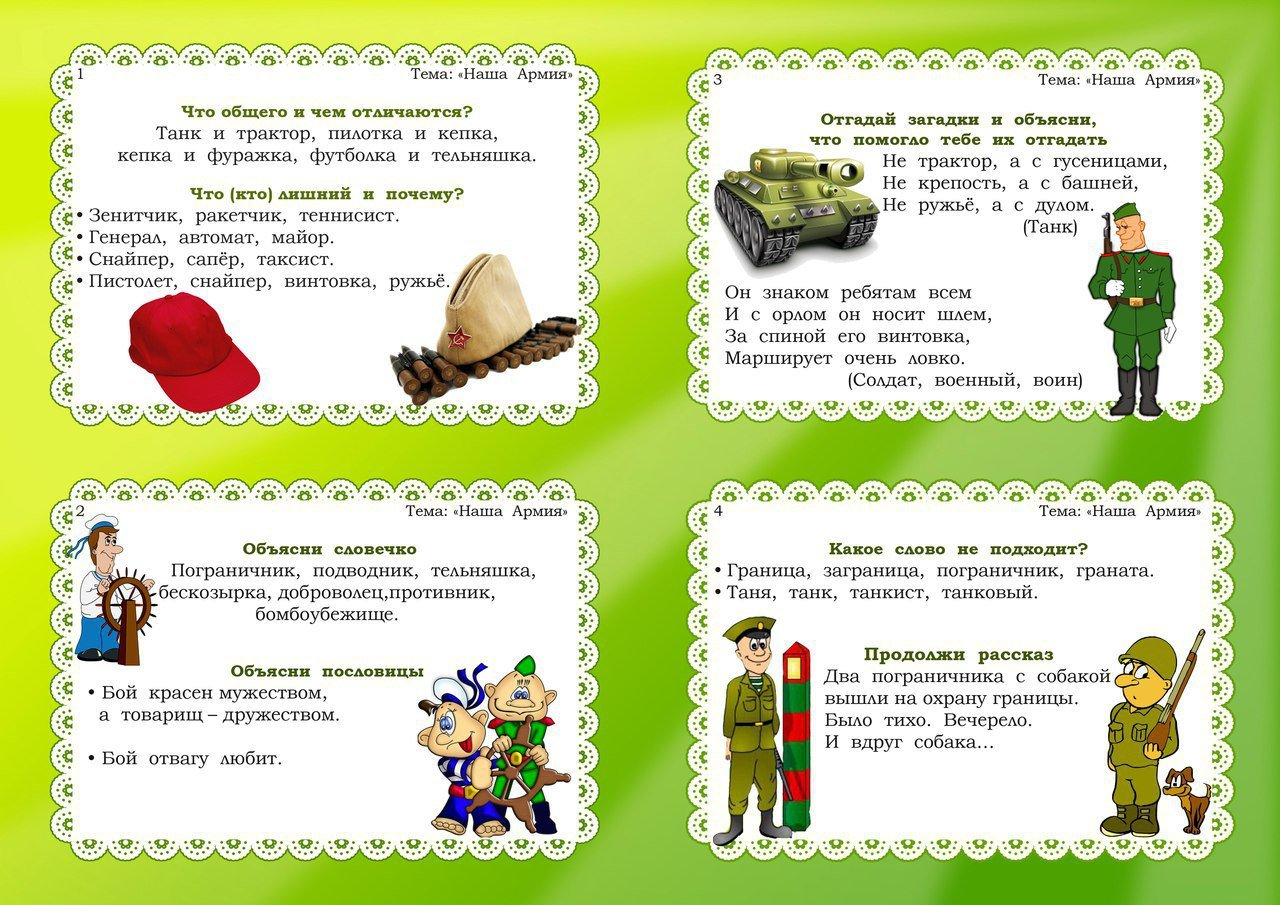 1
Тема: «Наша Армия»
Что общего и чем отличаются?
Танк и трактор, пилотка и кепка,
кепка и фуражка, футболка и тельняшка.
Что (кто) лишний и почему?
• Зенитчик, ракетчик, теннисист.
• Генерал, автомат, майор.
• Снайпер, сапёр, таксист.
• Пистолет, снайпер, винтовка, ружьё.
3
Тема: «Наша Армия»
Отгадай загадки и объясни,
что помогло тебе их отгадать
Не трактор, а с гусеницами,
Не крепость, а с башней,
Не ружьё, а с дулом.
(Танк)
Он знаком ребятам всем
И с орлом он носит шлем,
За спиной его винтовка,
Марширует очень ловко.
(Солдат, военный, воин)
2
Тема: «Наша Армия»
Объясни словечко
Пограничник, подводник, тельняшка,
бескозырка, доброволец,противник,
бомбоубежище.
Объясни пословицы
• Бой красен мужеством,
а товарищ – дружеством.
• Бой отвагу любит.
4
Тема: «Наша Армия»
Какое слово не подходит?
• Граница, заграница, пограничник, граната.
• Таня, танк, танкист, танковый.
Продолжи рассказ
Два пограничника с собакой
вышли на охрану границы.
Было тихо. Вечерело.
И вдруг собака…